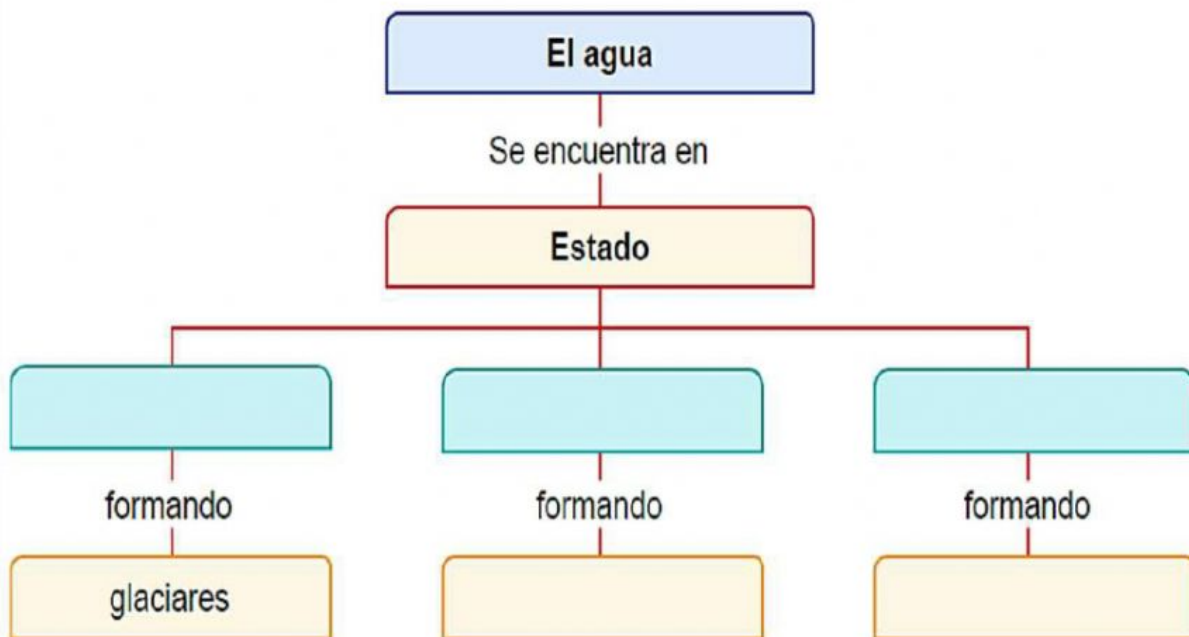 El agua
Se encuentra en
Estado
formando
formando
formando
glaciares